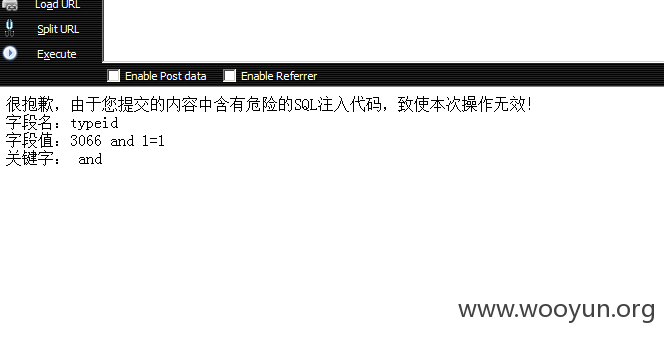 Load URL
Split URL
Execute
Enable Post data Enable Referrer
很抱歉，由于您提交的内容中含有危险的SQL注入代码，致使本次操作无效!
字段名：typeid
字段值：3066 and 1=1
关键字： and
www.wooyun.org